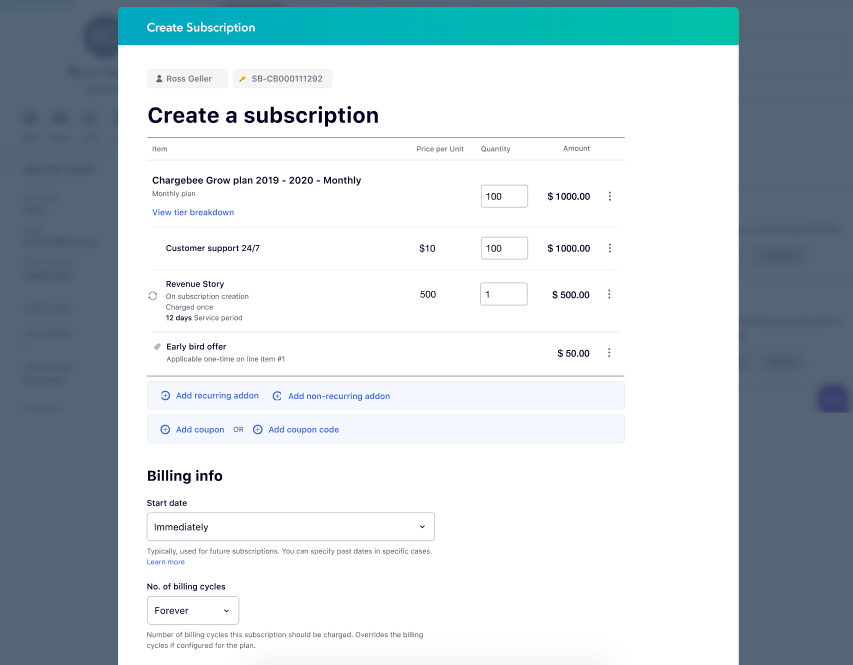 Create Subscription
Ross Geller SB-CB000111292
Create a subscription
Item Price per Unit Quantity Amount
Chargebee Grow plan 2019 - 2020 - Monthly
Monthly plan
100 $ 1000.00
View tier breakdown
Customer support 24/7 $10 100 $ 1000.00
Revenue Story
On subscription creation 500 1 $ 500.00
Charged once
12 days Service period
Early bird offer
Applicable one-time on line item #1 $ 50.00
Add recurring addon Add non-recurring addon
Add coupon OR Add coupon code
Billing info
Start date
Immediately
Typically, used for future subscriptions. You can specify past dates in specific cases.
Learn more
No. of billing cycles
Forever
Number of billing cycles this subscription should be charged. Overrides the billing
cycles if configured for the plan.